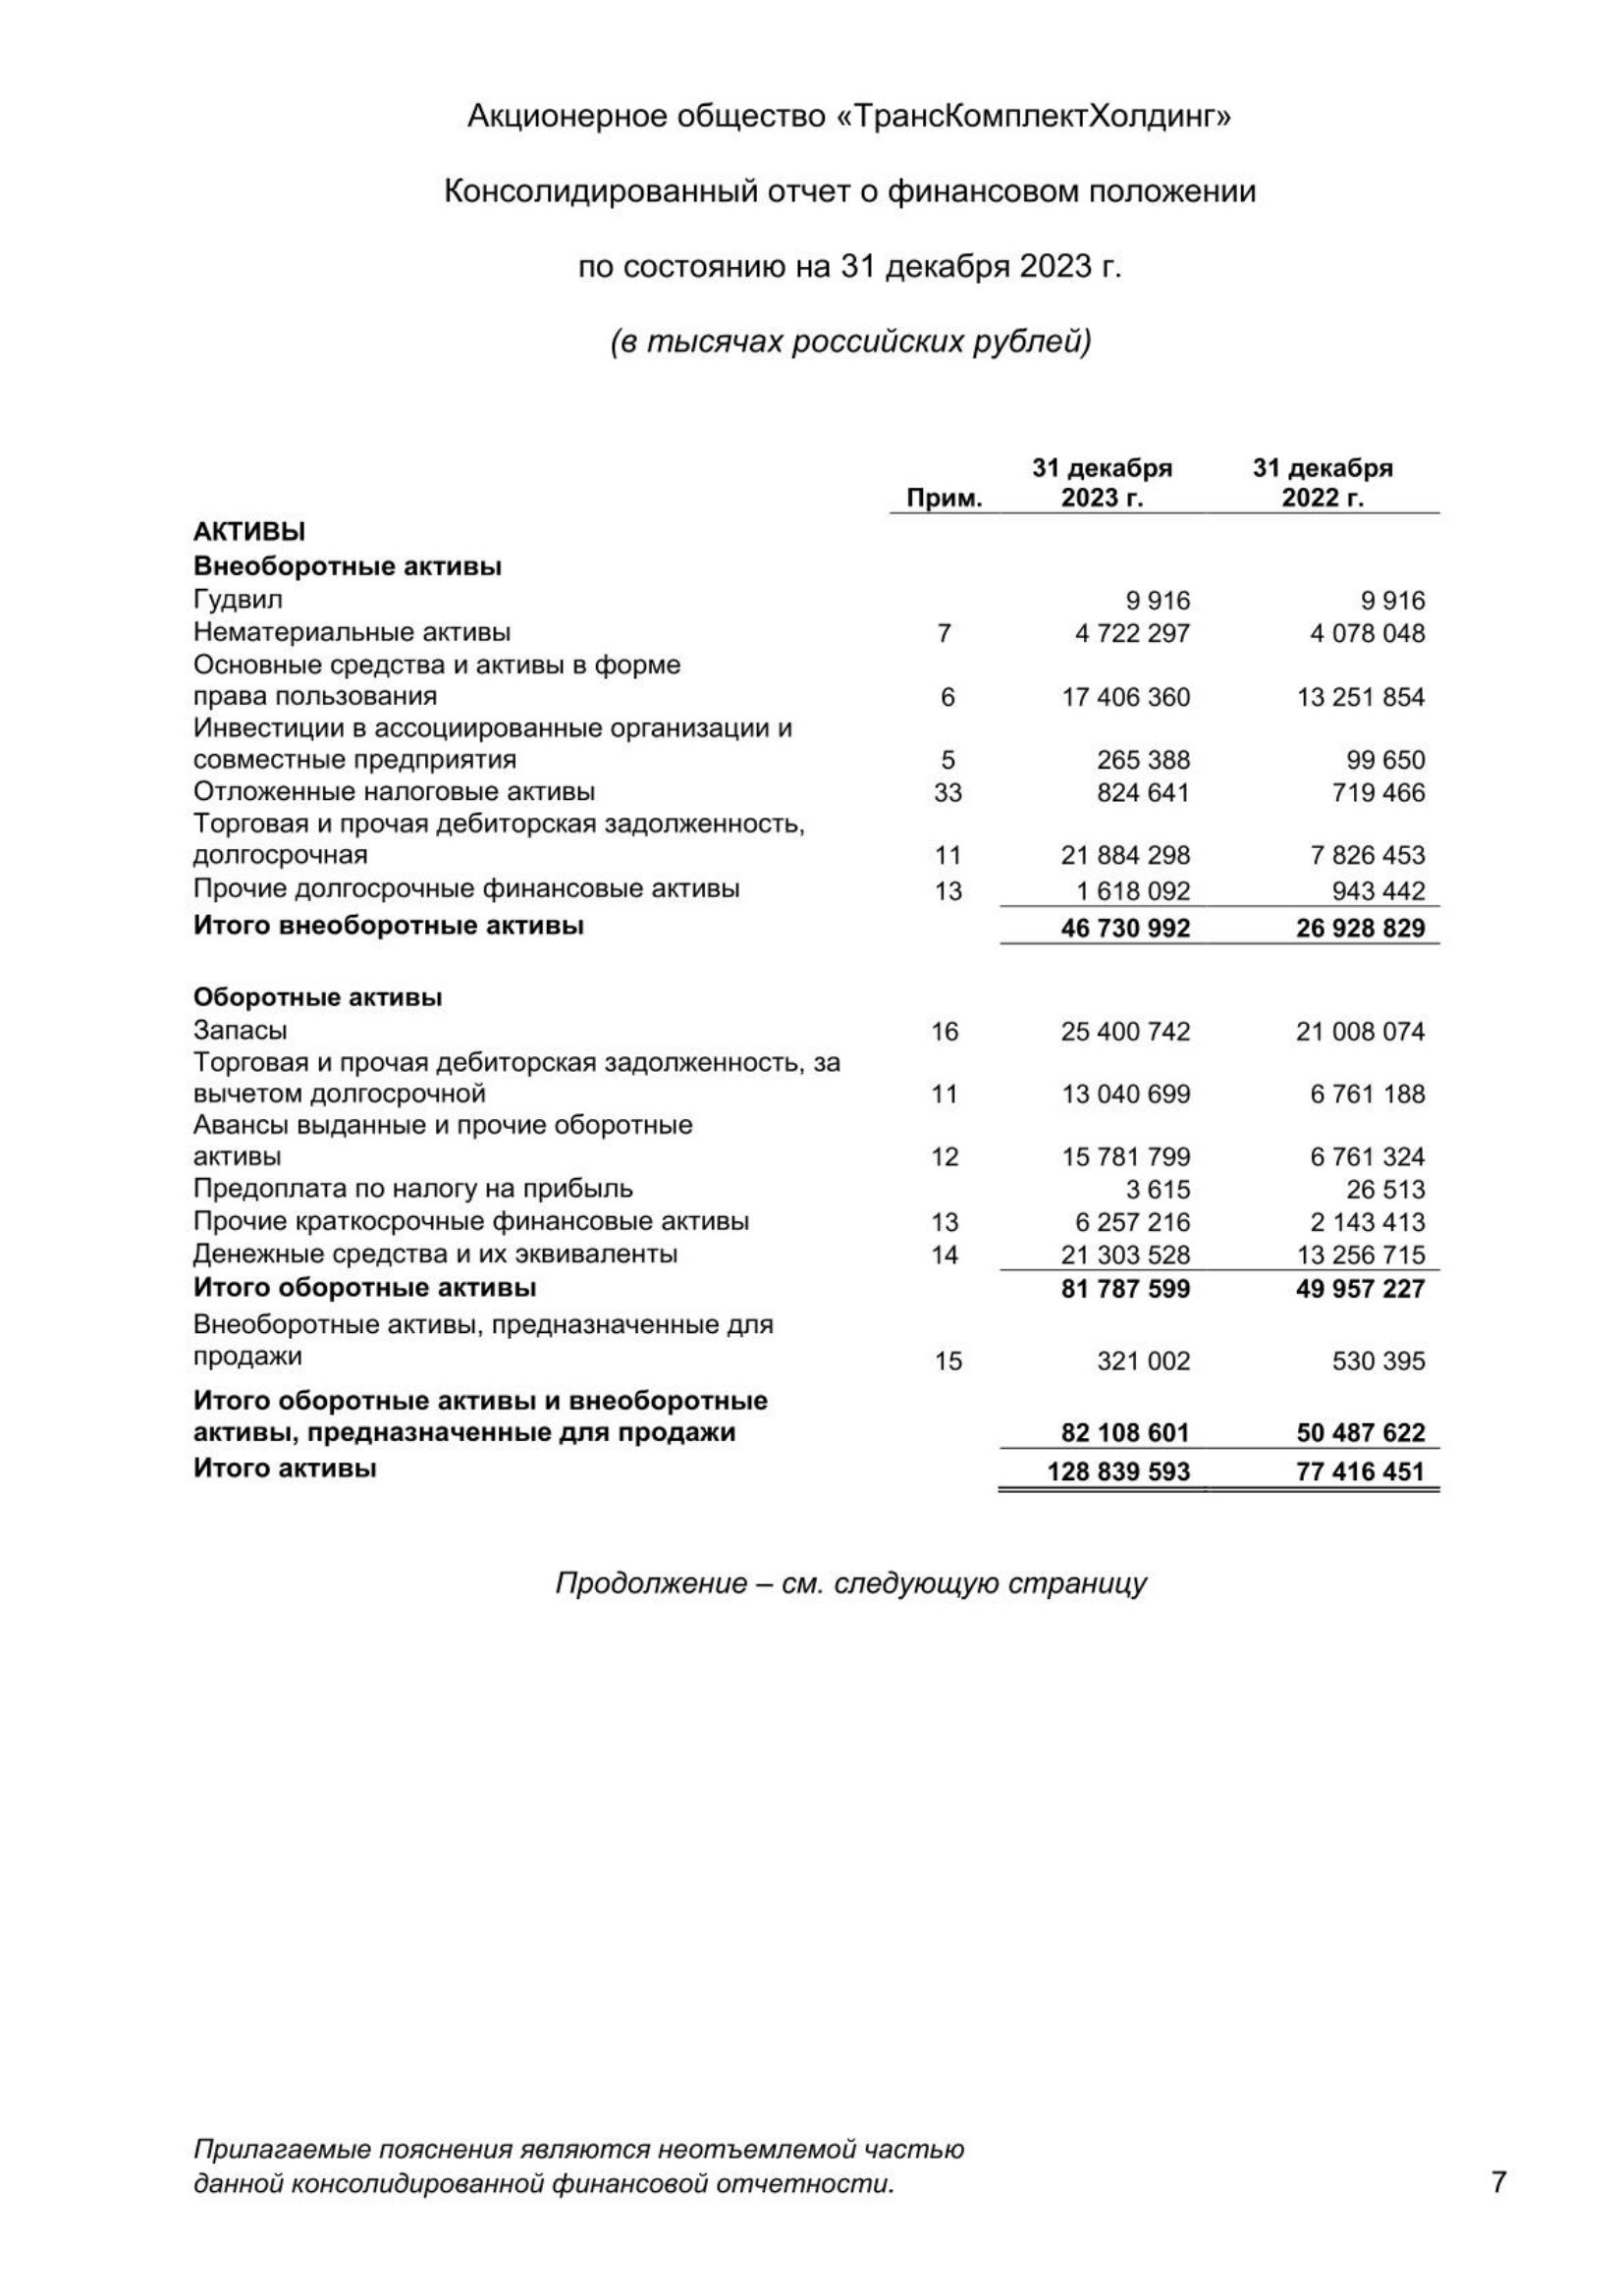 Акционерное общество «ТрансКомплектХолдинг»
Консолидированный отчет о финансовом положении
по состоянию на 31 декабря 2023 г.
(в тысячах российских рублей)
31 декабря 31 декабря
Прим. 2023 г. 2022 г.
АКТИВЫ
Внеоборотные активы
Гудвил 9 916 9 916
Нематериальные активы 7 4 722 297 4 078 048
Основные средства и активы в форме
права пользования 6 17 406 360 13 251 854
Инвестиции в ассоциированные организации и
совместные предприятия 5 265 388 99 650
Отложенные налоговые активы 33 824 641 719 466
Торговая и прочая дебиторская задолженность,
долгосрочная 11 21 884 298 7 826 453
Прочие долгосрочные финансовые активы 13 1 618 092 943 442
Итого внеоборотные активы 46 730 992 26 928 829
Оборотные активы
Запасы 16 25 400 742 21 008 074
Торговая и прочая дебиторская задолженность, за
вычетом долгосрочной 11 13 040 699 6 761 188
Авансы выданные и прочие оборотные
активы 12 15 781 799 6 761 324
Предоплата по налогу на прибыль 3 615 26 513
Прочие краткосрочные финансовые активы 13 6 257 216 2 143 413
Денежные средства и их эквиваленты 14 21 303 528 13 256 715
Итого оборотные активы 81 787 599 49 957 227
Внеоборотные активы, предназначенные для
продажи 15 321 002 530 395
Итого оборотные активы и внеоборотные
активы, предназначенные для продажи 82 108 601 50 487 622
Итого активы 128 839 593 77 416 451
Продолжение – см. следующую страницу
Прилагаемые пояснения являются неотъемлемой частью
данной консолидированной финансовой отчетности. 7